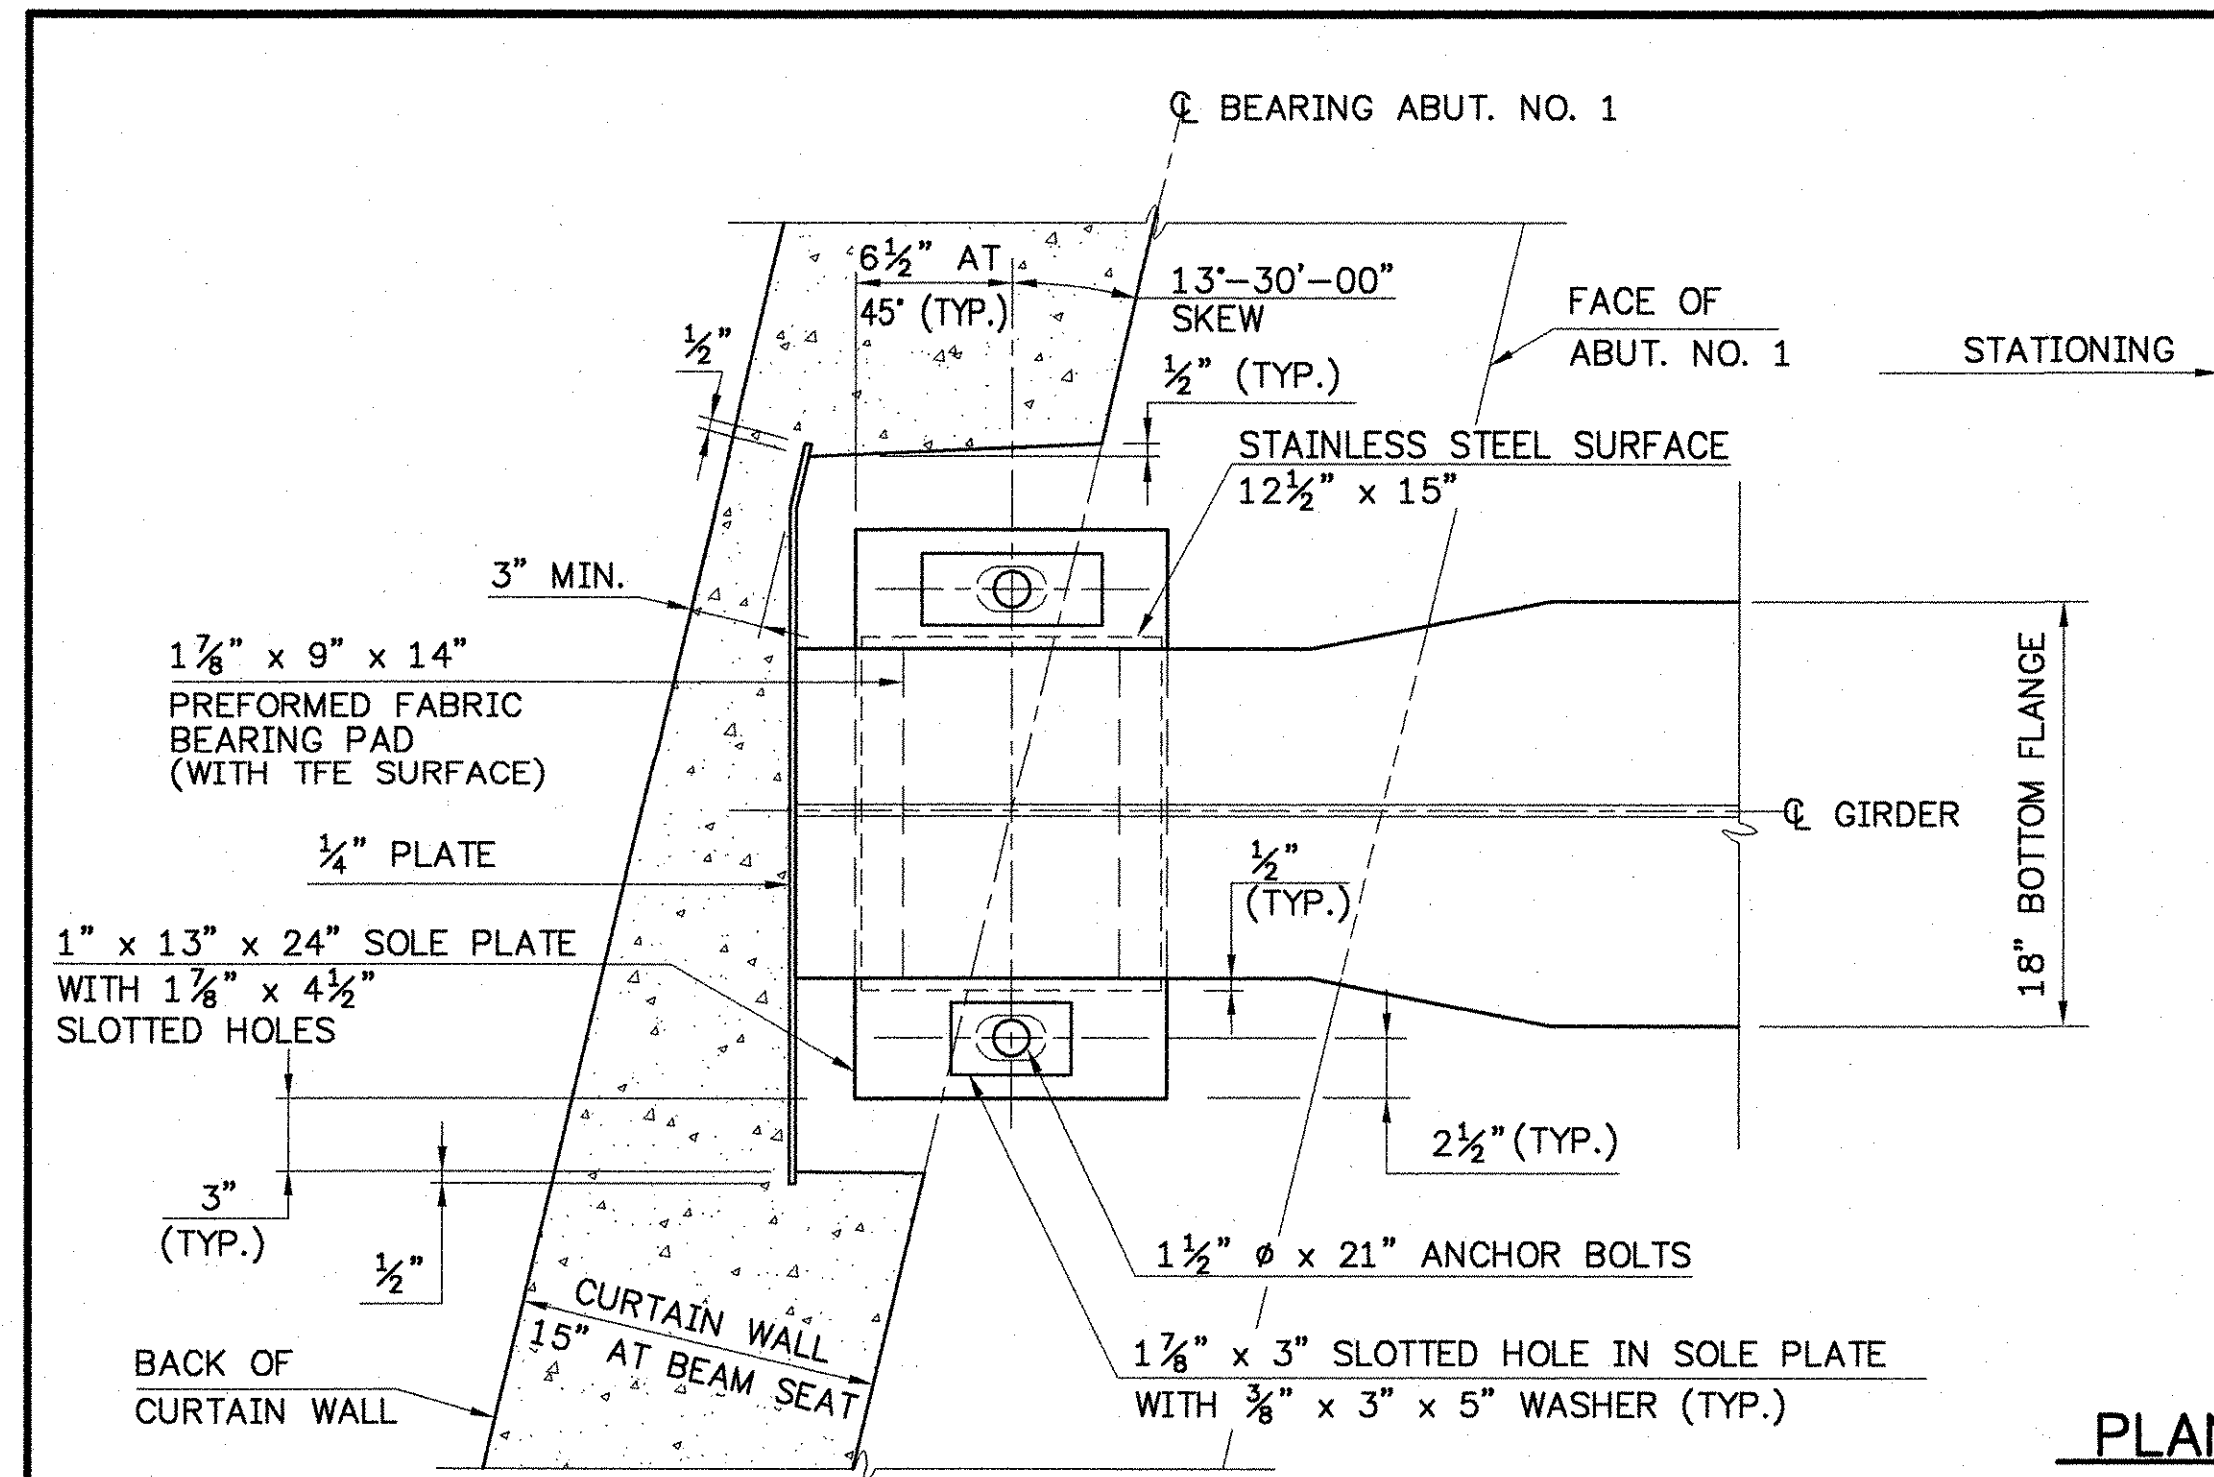 ℄ BEARING ABUT. NO. 1
6½" AT
45° (TYP.)
13°-30'-00"
SKEW
FACE OF
ABUT. NO. 1
STATIONING
½"
½" (TYP.)
STAINLESS STEEL SURFACE
12½" x 15"
3" MIN.
1⅞" x 9" x 14"
PREFORMED FABRIC
BEARING PAD
(WITH TFE SURFACE)
18" BOTTOM FLANGE
℄ GIRDER
¼" PLATE
½"
(TYP.)
1" x 13" x 24" SOLE PLATE
WITH 1⅞" x 4½"
SLOTTED HOLES
2½" (TYP.)
3"
(TYP.)
½"
1½" ø x 21" ANCHOR BOLTS
CURTAIN WALL
15" AT BEAM SEAT
BACK OF
CURTAIN WALL
1⅞" x 3" SLOTTED HOLE IN SOLE PLATE
WITH ⅜" x 3" x 5" WASHER (TYP.)
PLAN